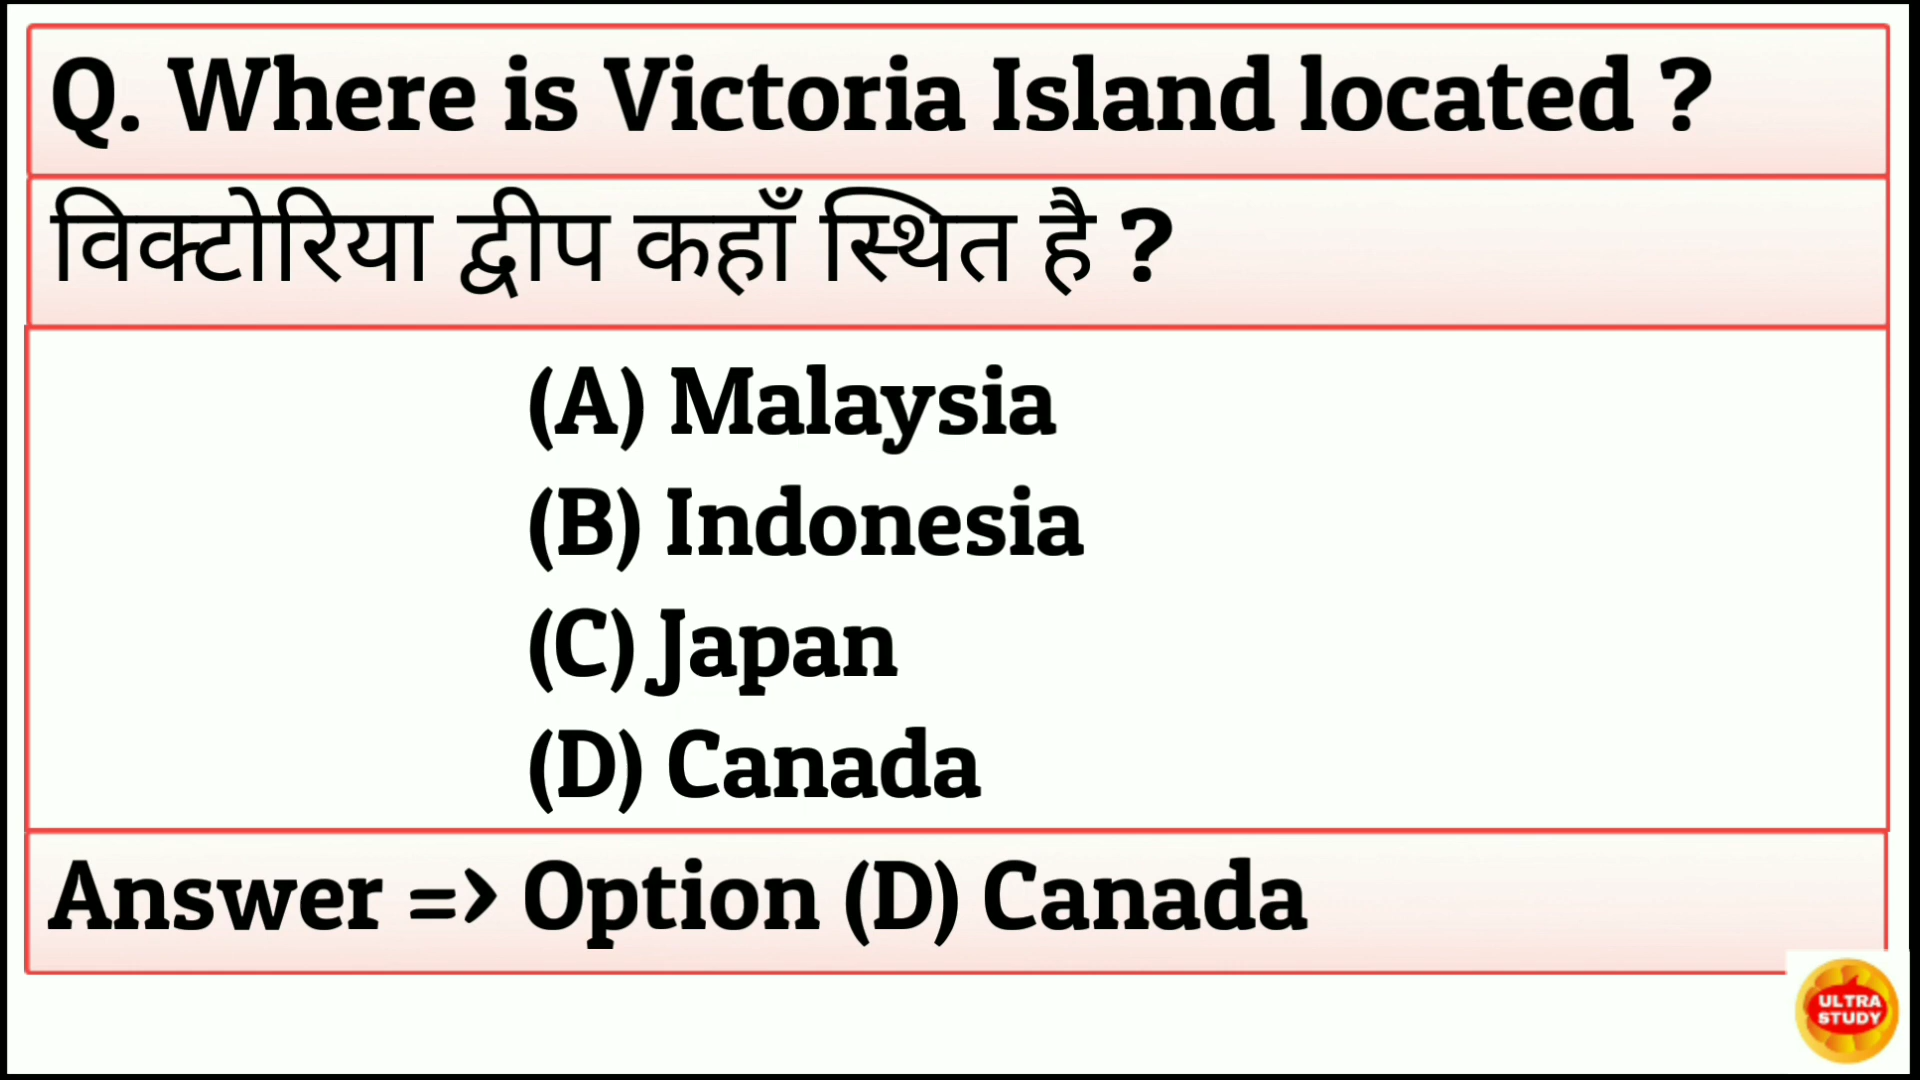 Q. Where is Victoria Island located ?
विक्टोरिया द्वीप कहाँ स्थित है ?
(A) Malaysia
(B) Indonesia
(C) Japan
(D) Canada
Answer => Option (D) Canada
ULTRA
STUDY